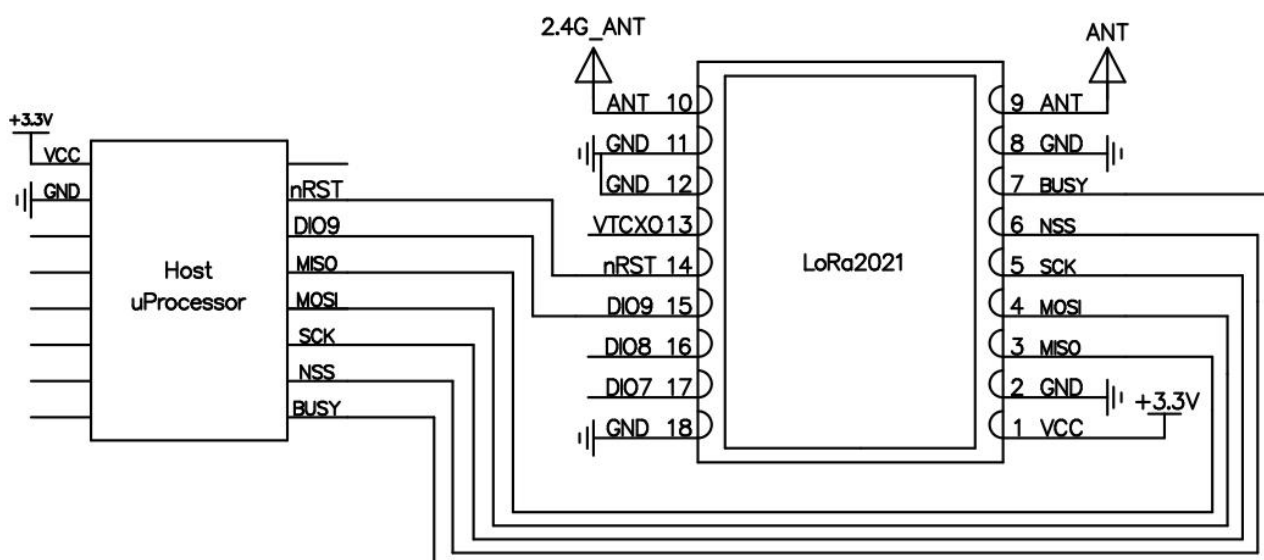 2.4G_ANT
ANT
+3.3V
VCC
GND
nRST
DIO9
MISO
MOSI
SCK
NSS
BUSY
Host
uProcessor
ANT 10
GND 11
GND 12
VTCXO 13
nRST 14
DIO9 15
DIO8 16
DIO7 17
GND 18
LoRa2021
9 ANT
8 GND
7 BUSY
6 NSS
5 SCK
4 MOSI
3 MISO
2 GND
+3.3V
1 VCC